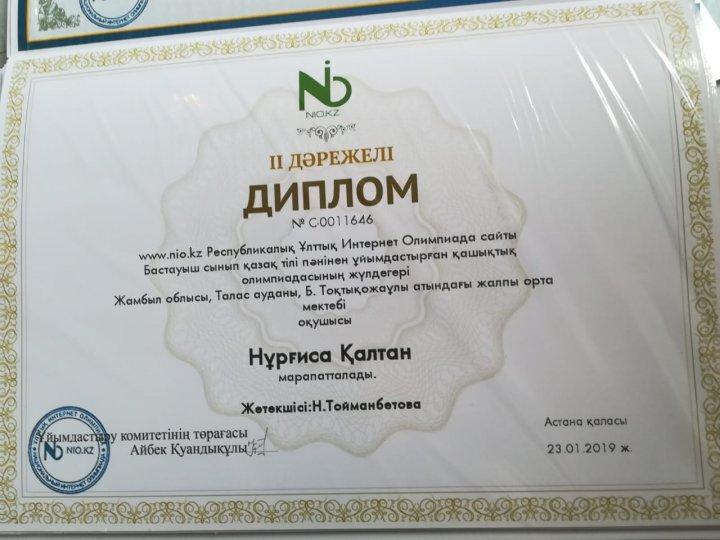 NIO.KZ
II ДӘРЕЖЕЛІ
ДИПЛОМ
№ C-0011646
www.nio.kz Республикалық Ұлттық Интернет Олимпиада сайты
Бастауыш сынып қазақ тілі пәнінен ұйымдастырған қашықтық
олимпиадасының жүлдегері
Жамбыл облысы, Талас ауданы, Б. Тоқтықожаұлы атындағы жалпы орта
мектебі
оқушысы
Нұрғиса Қалтан
марапатталады.
Жетекшісі:Н.Тойманбетова
Ұйымдастыру комитетінің төрағасы
Айбек Қуандықұлы
Астана қаласы
23.01.2019 ж.
NIO.KZ